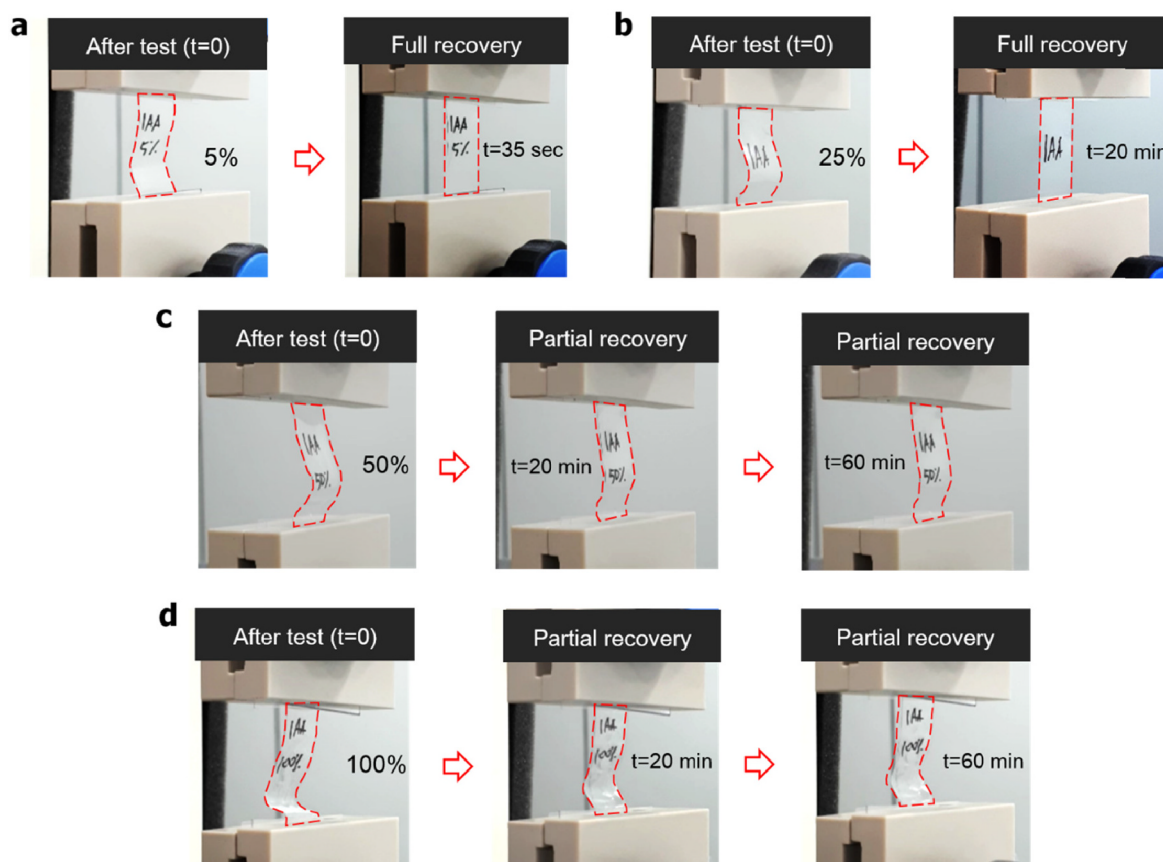 a
After test (t=0)
Full recovery
IAA
5%
5%
IAA
5%
t=35 sec
b
After test (t=0)
Full recovery
IAA
25%
IAA
t=20 min
c
After test (t=0)
Partial recovery
Partial recovery
IAA
50%
50%
IAA
50%
t=20 min
IAA
50%
t=60 min
d
After test (t=0)
Partial recovery
Partial recovery
IAA
100%
100%
IAA
100%
t=20 min
IAA
100%
t=60 min